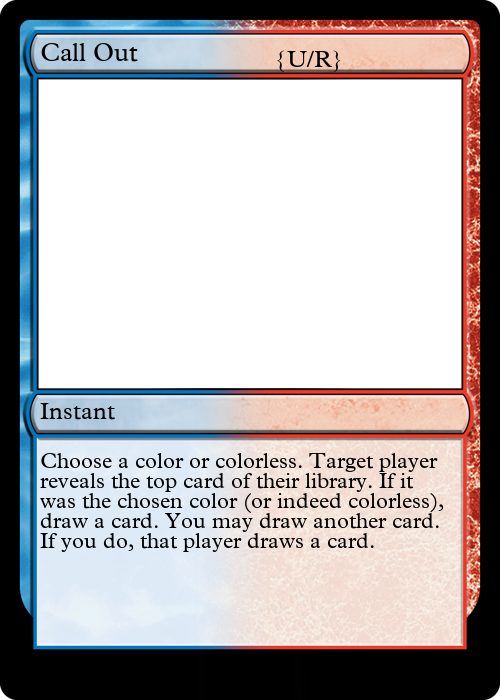 Call Out {U/R}
Instant
Choose a color or colorless. Target player
reveals the top card of their library. If it
was the chosen color (or indeed colorless),
draw a card. You may draw another card.
If you do, that player draws a card.